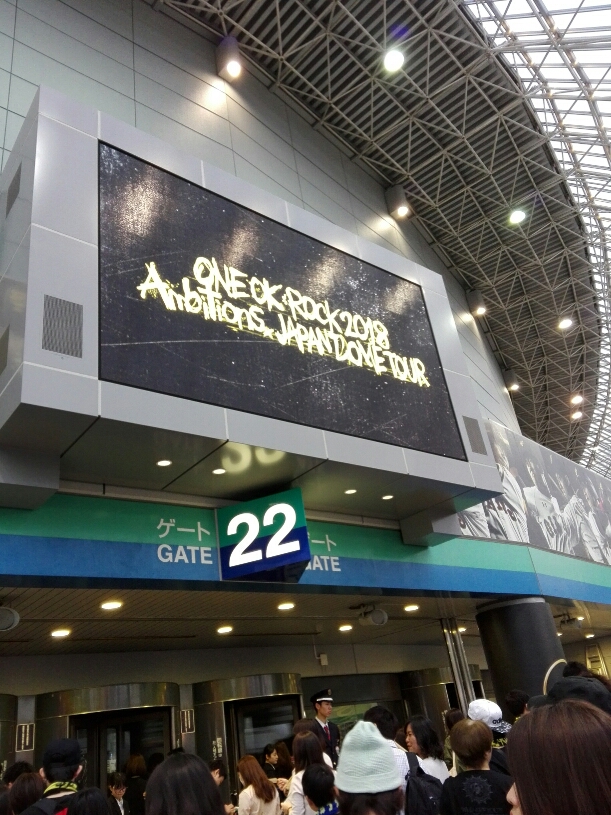 ONE OK ROCK 2018
Ambitions JAPAN DOME TOUR
ゲート
GATE
22
ート
GATE